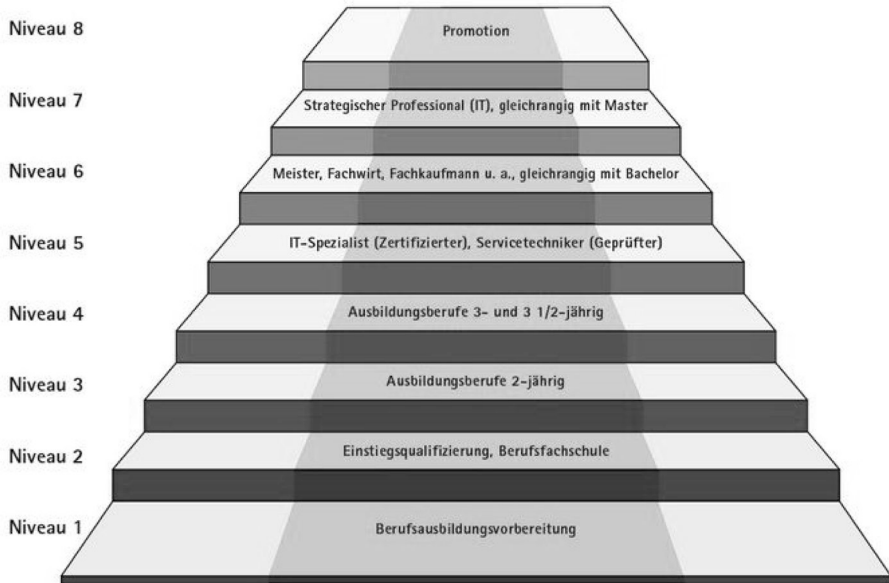 Niveau 8
Promotion
Niveau 7
Strategischer Professional (IT), gleichrangig mit Master
Niveau 6
Meister, Fachwirt, Fachkaufmann u. a., gleichrangig mit Bachelor
Niveau 5
IT-Spezialist (Zertifizierter), Servicetechniker (Geprüfter)
Niveau 4
Ausbildungsberufe 3- und 3 1/2-jährig
Niveau 3
Ausbildungsberufe 2-jährig
Niveau 2
Einstiegsqualifizierung, Berufsfachschule
Niveau 1
Berufsausbildungsvorbereitung